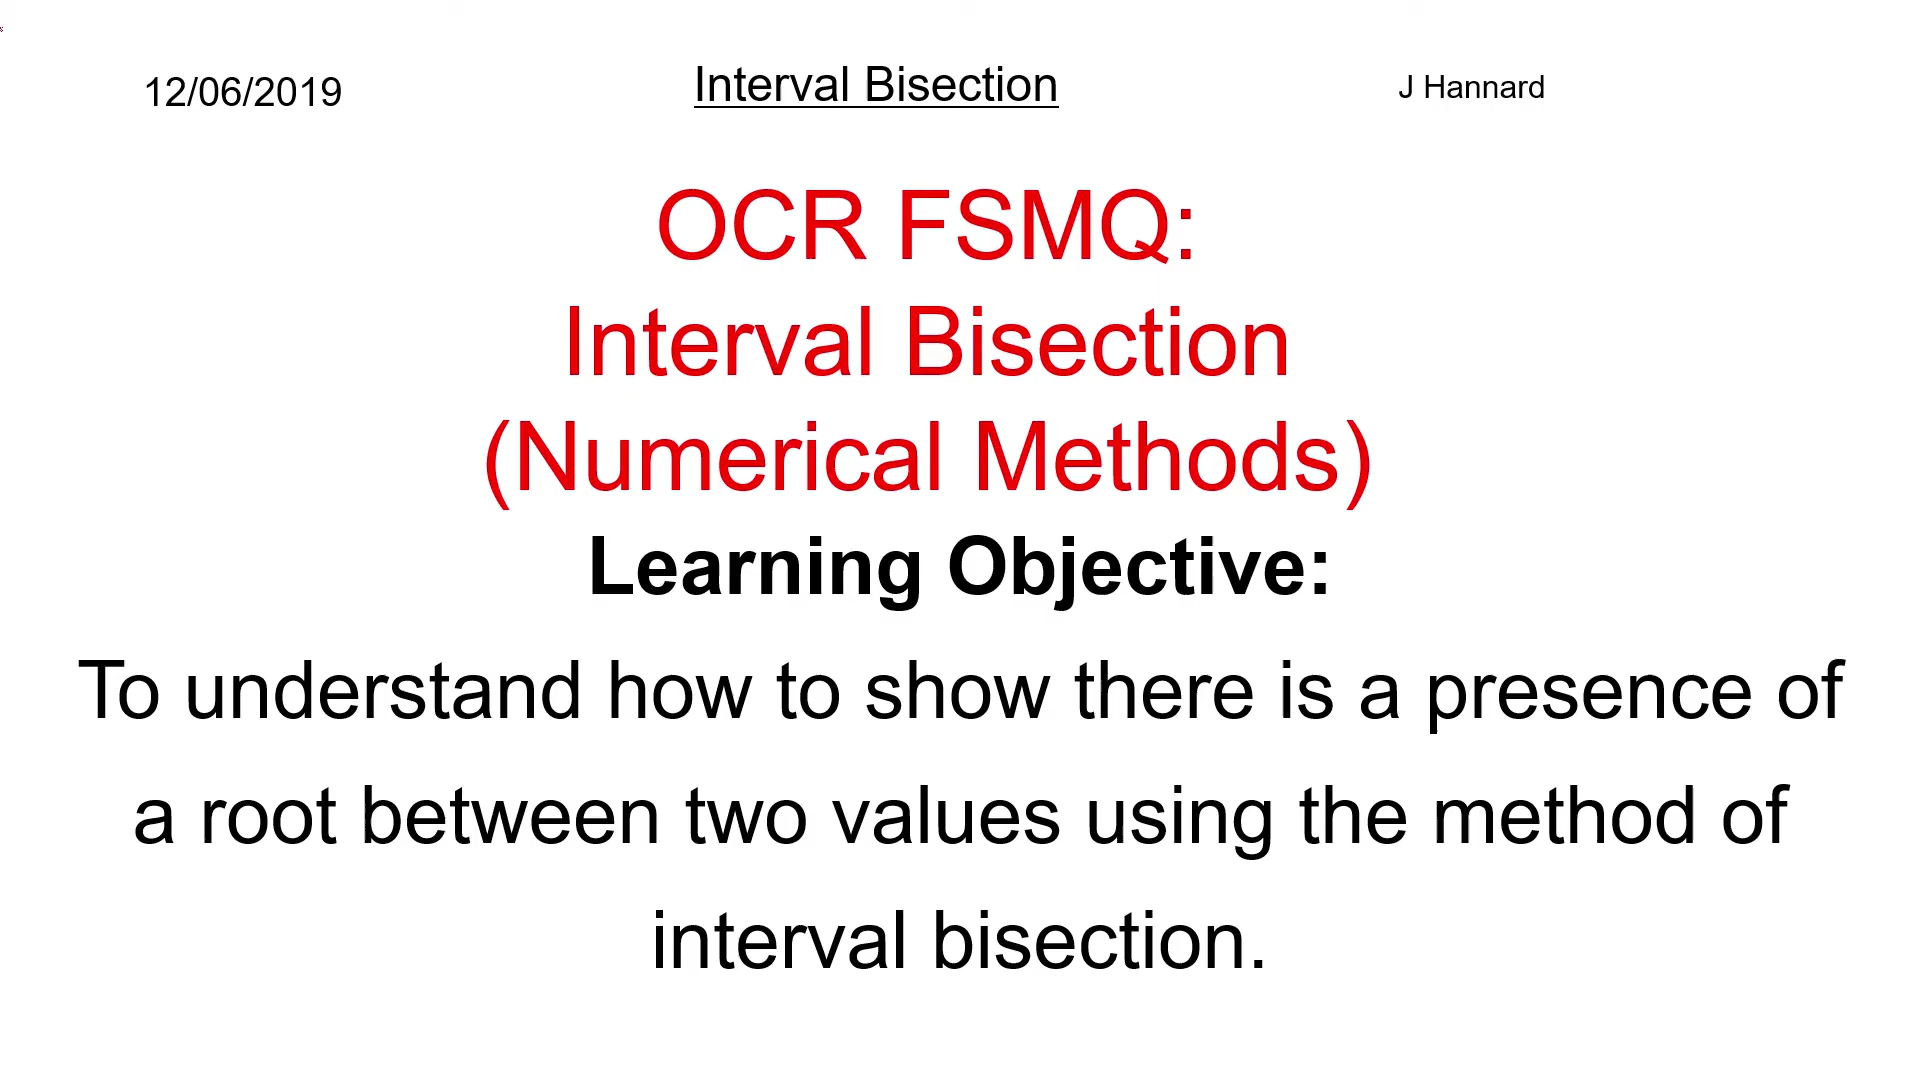 12/06/2019
Interval Bisection
J Hannard
OCR FSMQ:
Interval Bisection
(Numerical Methods)
Learning Objective:
To understand how to show there is a presence of
a root between two values using the method of
interval bisection.